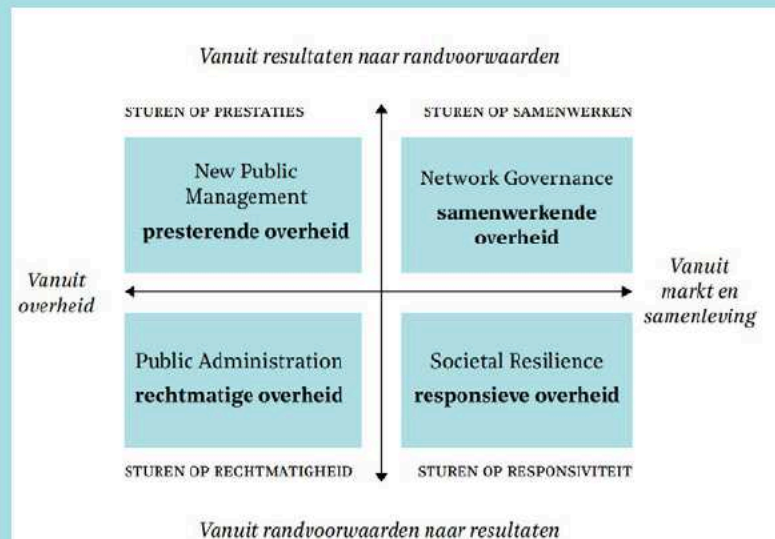 Vanuit resultaten naar randvoorwaarden
STUREN OP PRESTATIES
STUREN OP SAMENWERKEN
New Public
Management
presterende overheid
Network Governance
samenwerkende
overheid
Vanuit
overheid
Vanuit
markt en
samenleving
Public Administration
rechtmatige overheid
Societal Resilience
responsieve overheid
STUREN OP RECHTMATIGHEID
STUREN OP RESPONSIVITEIT
Vanuit randvoorwaarden naar resultaten